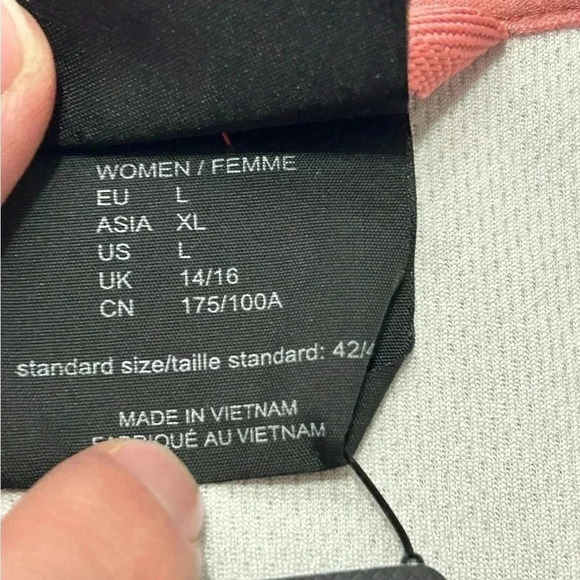 WOMEN / FEMME
EU L
ASIA XL
US L
UK 14/16
CN 175/100A
standard size/taille standard: 42/
MADE IN VIETNAM
FABRIQUÉ AU VIETNAM